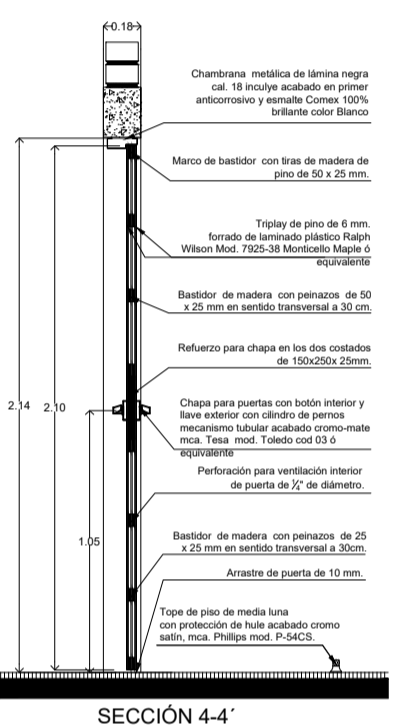 0.18
Chambrana metálica de lámina negra
cal. 18 inculye acabado en primer
anticorrosivo y esmalte Comex 100%
brillante color Blanco
Marco de bastidor con tiras de madera de
pino de 50 x 25 mm.
Triplay de pino de 6 mm.
forrado de laminado plástico Ralph
Wilson Mod. 7925-38 Monticello Maple ó
equivalente
Bastidor de madera con peinazos de 50
x 25 mm en sentido transversal a 30 cm.
Refuerzo para chapa en los dos costados
de 150x250x 25mm.
2.14
2.10
Chapa para puertas con botón interior y
llave exterior con cilindro de pernos
mecanismo tubular acabado cromo-mate
mca. Tesa mod. Toledo cod 03 ó
equivalente
Perforación para ventilación interior
de puerta de ¼" de diámetro.
1.05
Bastidor de madera con peinazos de 25
x 25 mm en sentido transversal a 30cm.
Arrastre de puerta de 10 mm.
Tope de piso de media luna
con protección de hule acabado cromo
satín, mca. Phillips mod. P-54CS.
SECCIÓN 4-4´